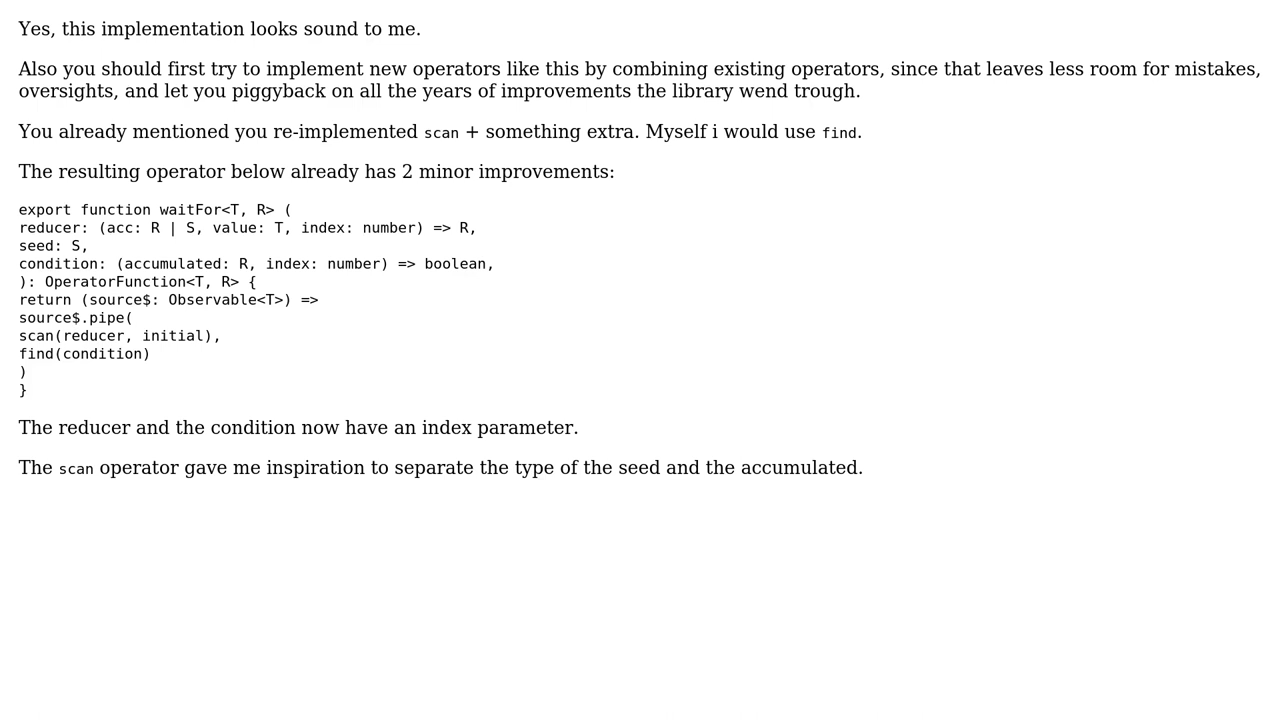 Yes, this implementation looks sound to me.
Also you should first try to implement new operators like this by combining existing operators, since that leaves less room for mistakes,
oversights, and let you piggyback on all the years of improvements the library wend trough.
You already mentioned you re-implemented scan + something extra. Myself i would use find.
The resulting operator below already has 2 minor improvements:
export function waitFor<T, R> (
reducer: (acc: R | S, value: T, index: number) => R,
seed: S,
condition: (accumulated: R, index: number) => boolean,
): OperatorFunction<T, R> {
return (source$: Observable<T>) =>
source$.pipe(
scan(reducer, initial),
find(condition)
)
}
The reducer and the condition now have an index parameter.
The scan operator gave me inspiration to separate the type of the seed and the accumulated.